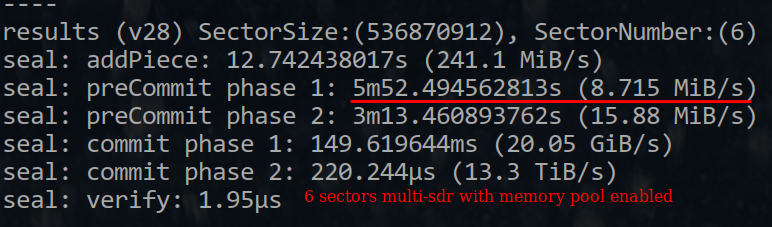 ----
results (v28) SectorSize:(536870912), SectorNumber:(6)
seal: addPiece: 12.742438017s (241.1 MiB/s)
seal: preCommit phase 1: 5m52.494562813s (8.715 MiB/s)
seal: preCommit phase 2: 3m13.460893762s (15.88 MiB/s)
seal: commit phase 1: 149.619644ms (20.05 GiB/s)
seal: commit phase 2: 220.244µs (13.3 TiB/s)
seal: verify: 1.95µs 6 sectors multi-sdr with memory pool enabled